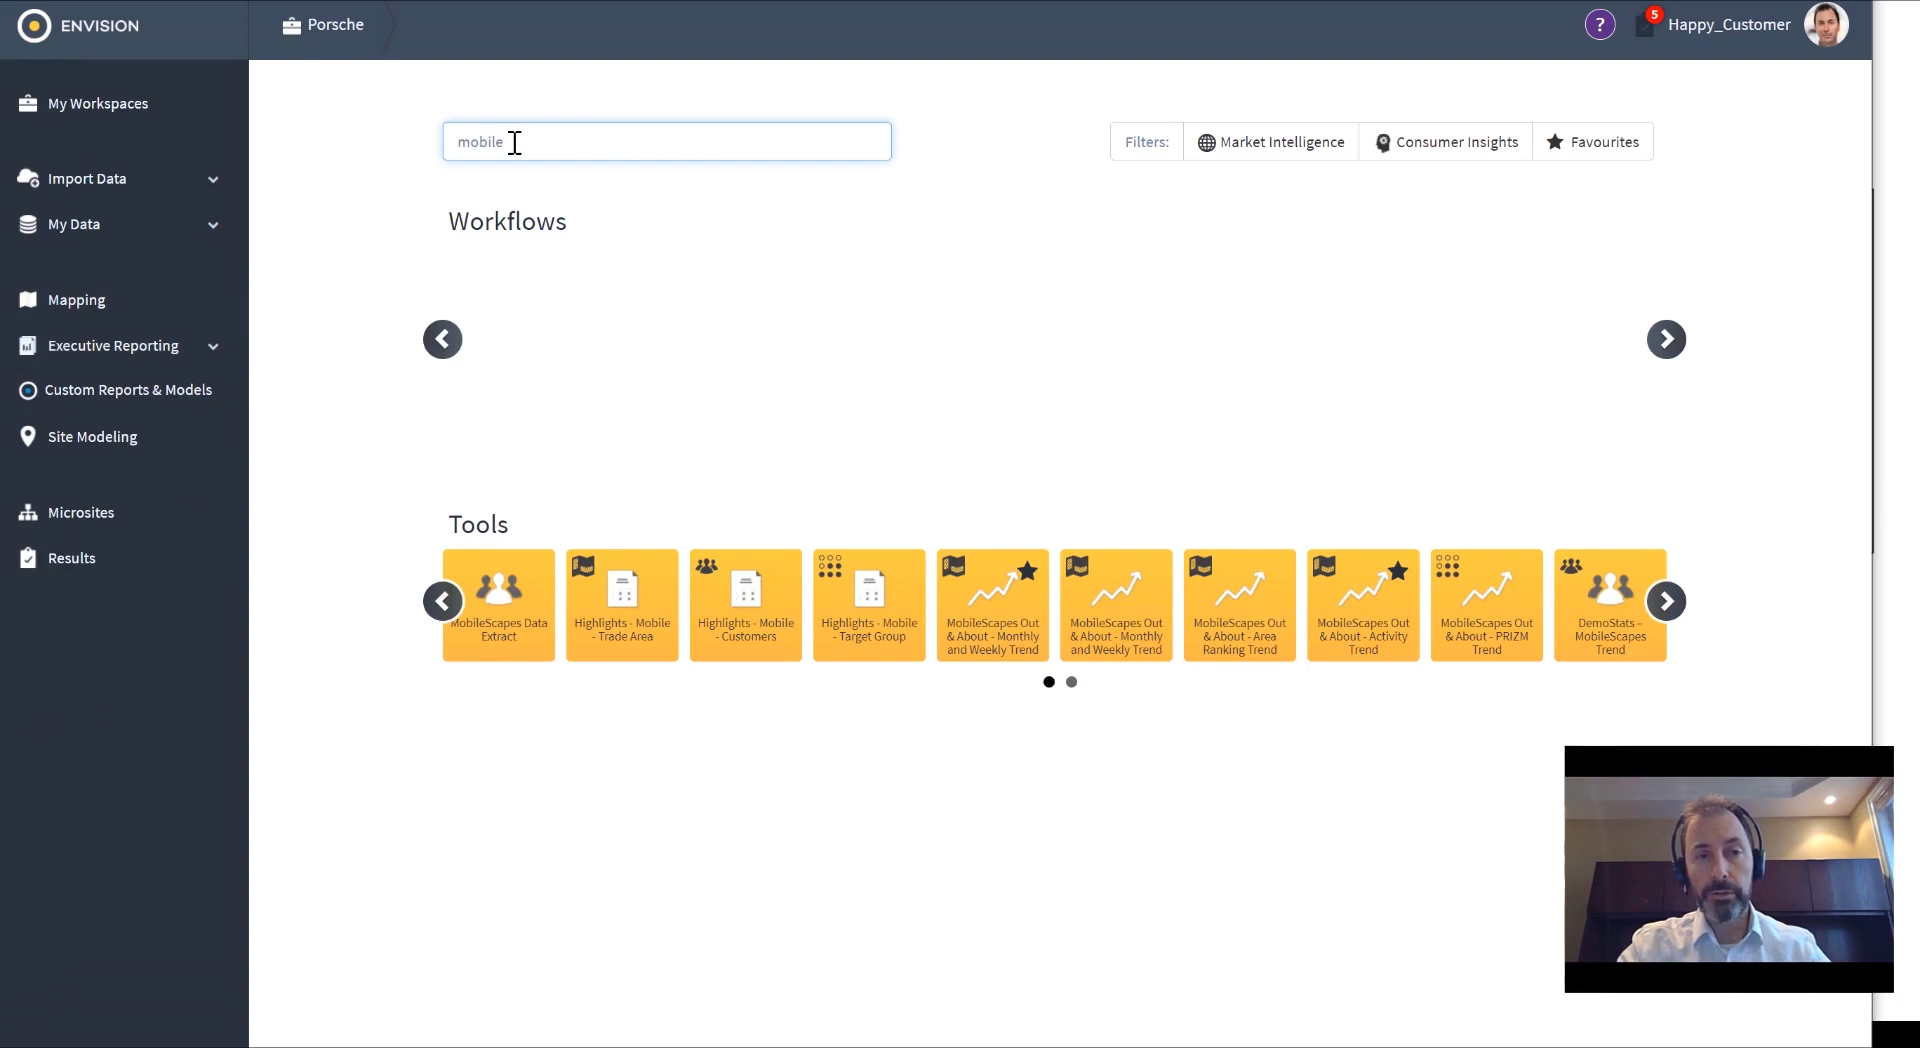 ENVISION
Porsche
?
5
Happy_Customer
My Workspaces
Import Data
My Data
Mapping
Executive Reporting
Custom Reports & Models
Site Modeling
Microsites
Results
mobile
Filters:
Market Intelligence
Consumer Insights
Favourites
Workflows
Tools
MobileScapes Data
Extract
Highlights - Mobile
- Trade Area
Highlights - Mobile
- Customers
Highlights - Mobile
- Target Group
MobileScapes Out
& About - Monthly
and Weekly Trend
MobileScapes Out
& About - Monthly
and Weekly Trend
MobileScapes Out
& About - Area
Ranking Trend
MobileScapes Out
& About - Activity
Trend
MobileScapes Out
& About - PRIZM
Trend
DemoStats –
MobileScapes
Trend